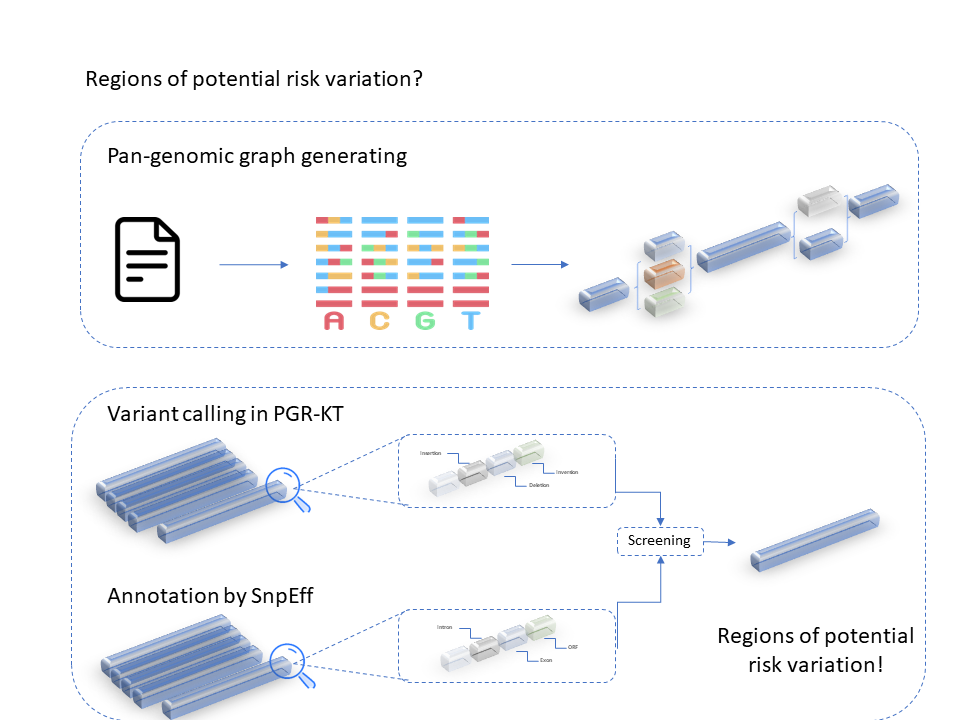 Regions of potential risk variation?
Pan-genomic graph generating
A C G T
Variant calling in PGR-KT
Insertion
Invention
Deletion
Screening
Annotation by SnpEff
Intron
ORF
Exon
Regions of potential
risk variation!